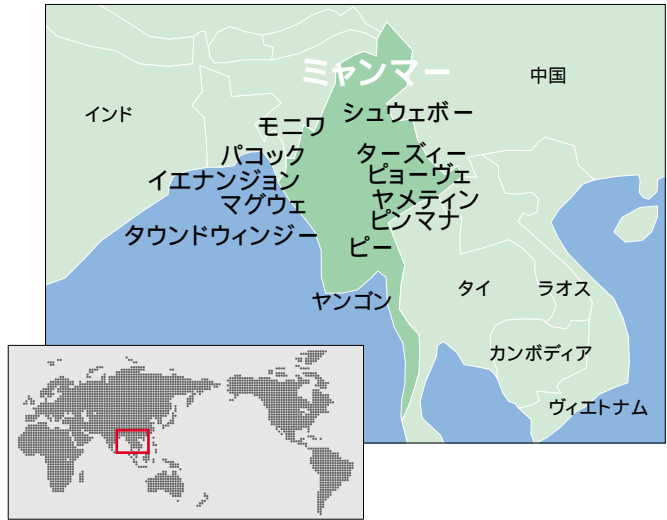 ミャンマー
中国
インド
シュウェボー
モニワ
パコック
ターズィー
ピョーヴェ
イエナンジョン
ヤメティン
マグウェ
ピンマナ
タウンドウィンジー
ピー
ヤンゴン
タイ
ラオス
カンボディア
ヴィエトナム